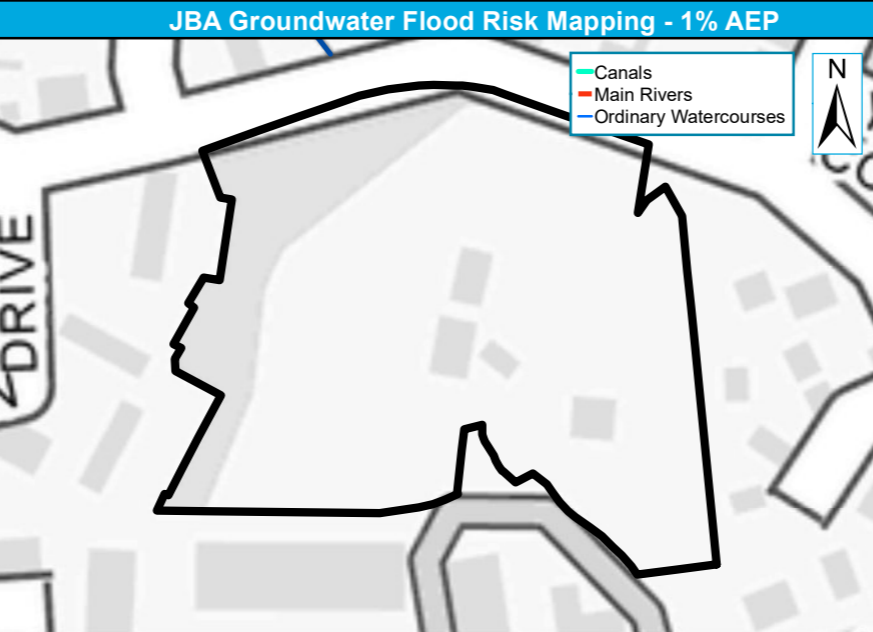 JBA Groundwater Flood Risk Mapping - 1% AEP
Canals
Main Rivers
Ordinary Watercourses
N
DRIVE